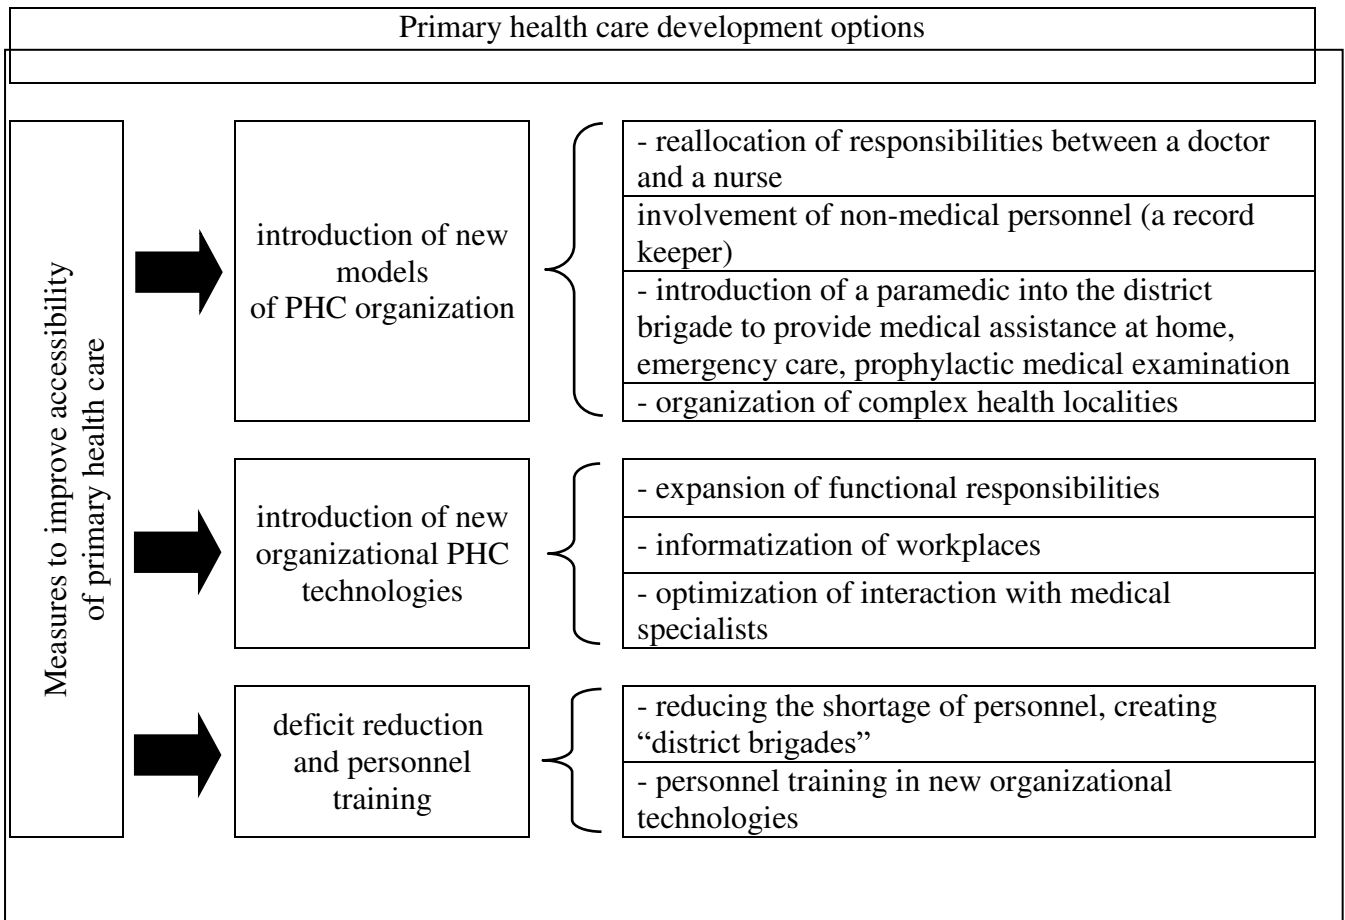 Primary health care development options
Measures to improve accessibility
of primary health care
introduction of new
models
of PHC organization
- reallocation of responsibilities between a doctor
and a nurse
involvement of non-medical personnel (a record
keeper)
- introduction of a paramedic into the district
brigade to provide medical assistance at home,
emergency care, prophylactic medical examination
- organization of complex health localities
introduction of new
organizational PHC
technologies
- expansion of functional responsibilities
- informatization of workplaces
- optimization of interaction with medical
specialists
deficit reduction
and personnel
training
- reducing the shortage of personnel, creating
“district brigades”
- personnel training in new organizational
technologies